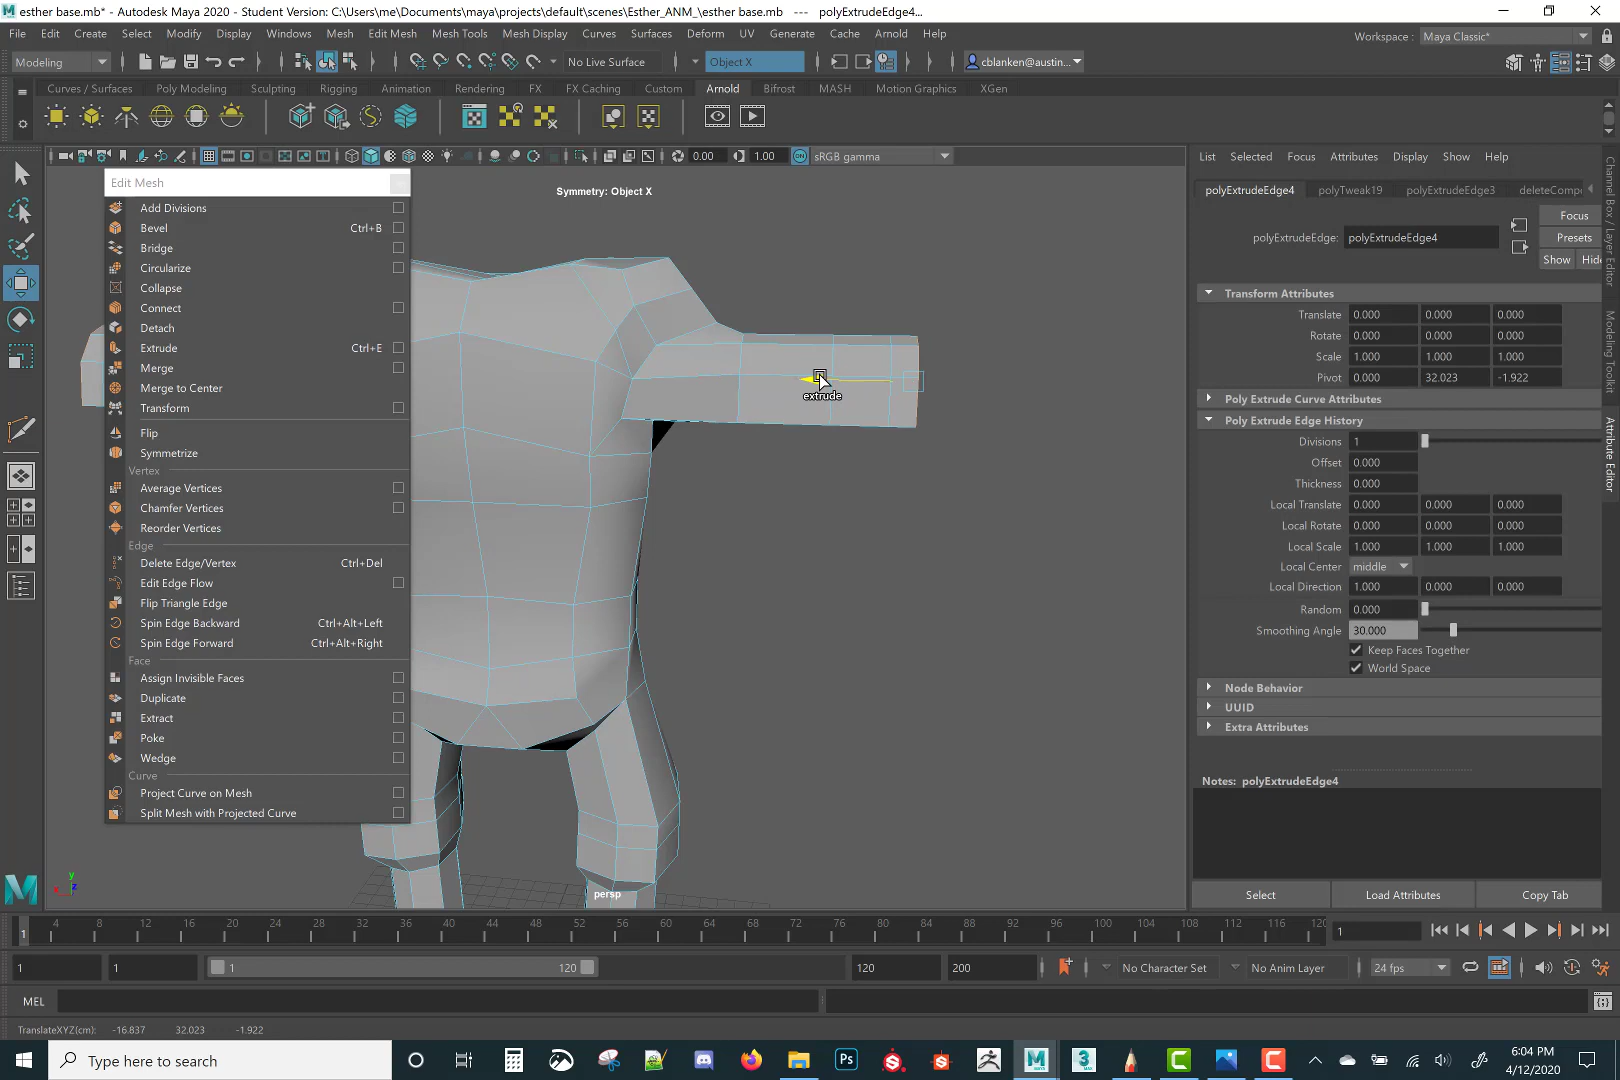 esther base.mb* - Autodesk Maya 2020 - Student Version: C:\Users\me\Documents\maya\projects\default\scenes\Esther_ANM_\esther base.mb --- polyExtrudeEdge4...
File Edit Create Select Modify Display Windows Mesh Edit Mesh Mesh Tools Mesh Display Curves Surfaces Deform UV Generate Cache Arnold Help
Workspace : Maya Classic*
Modeling No Live Surface Object X cblanken@austin...
Curves / Surfaces Poly Modeling Sculpting Rigging Animation Rendering FX FX Caching Custom Arnold Bifrost MASH Motion Graphics XGen
0.00 1.00 ON sRGB gamma
List Selected Focus Attributes Display Show Help
Edit Mesh
Symmetry: Object X
polyExtrudeEdge4 polyTweak19 polyExtrudeEdge3 deleteCompo
Add Divisions
Bevel Ctrl+B
Bridge
Circularize
Collapse
Connect
Detach
Extrude Ctrl+E
Merge
Merge to Center
Transform
Flip
Symmetrize
Vertex
Average Vertices
Chamfer Vertices
Reorder Vertices
Edge
Delete Edge/Vertex Ctrl+Del
Edit Edge Flow
Flip Triangle Edge
Spin Edge Backward Ctrl+Alt+Left
Spin Edge Forward Ctrl+Alt+Right
Face
Assign Invisible Faces
Duplicate
Extract
Poke
Wedge
Curve
Project Curve on Mesh
Split Mesh with Projected Curve
extrude
persp
y
z
Focus
polyExtrudeEdge: polyExtrudeEdge4 Presets
Show Hide
Transform Attributes
Translate 0.000 0.000 0.000
Rotate 0.000 0.000 0.000
Scale 1.000 1.000 1.000
Pivot 0.000 32.023 -1.922
Poly Extrude Curve Attributes
Poly Extrude Edge History
Divisions 1
Offset 0.000
Thickness 0.000
Local Translate 0.000 0.000 0.000
Local Rotate 0.000 0.000 0.000
Local Scale 1.000 1.000 1.000
Local Center middle
Local Direction 1.000 0.000 0.000
Random 0.000
Smoothing Angle 30.000
Keep Faces Together
World Space
Node Behavior
UUID
Extra Attributes
Notes: polyExtrudeEdge4
Select Load Attributes Copy Tab
Channel Box / Layer Editor
Modeling Toolkit
Attribute Editor
1 4 8 12 16 20 24 28 32 36 40 44 48 52 56 60 64 68 72 76 80 84 88 92 96 100 104 108 112 116 120 1
1 1 1 120 120 200 No Character Set No Anim Layer 24 fps
MEL
TranslateXYZ(cm): -16.837 32.023 -1.922
Type here to search
6:04 PM
4/12/2020